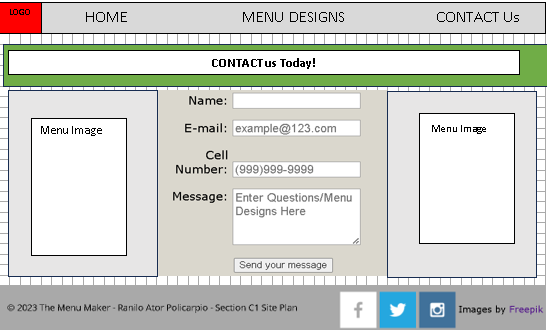 LOGO
HOME
MENU DESIGNS
CONTACT Us
CONTACT us Today!
Menu Image
Name:
E-mail: example@123.com
Cell
Number: (999)999-9999
Message: Enter Questions/Menu
Designs Here
Send your message
Menu Image
© 2023 The Menu Maker - Ranilo Ator Policarpio - Section C1 Site Plan
f
Images by Freepik